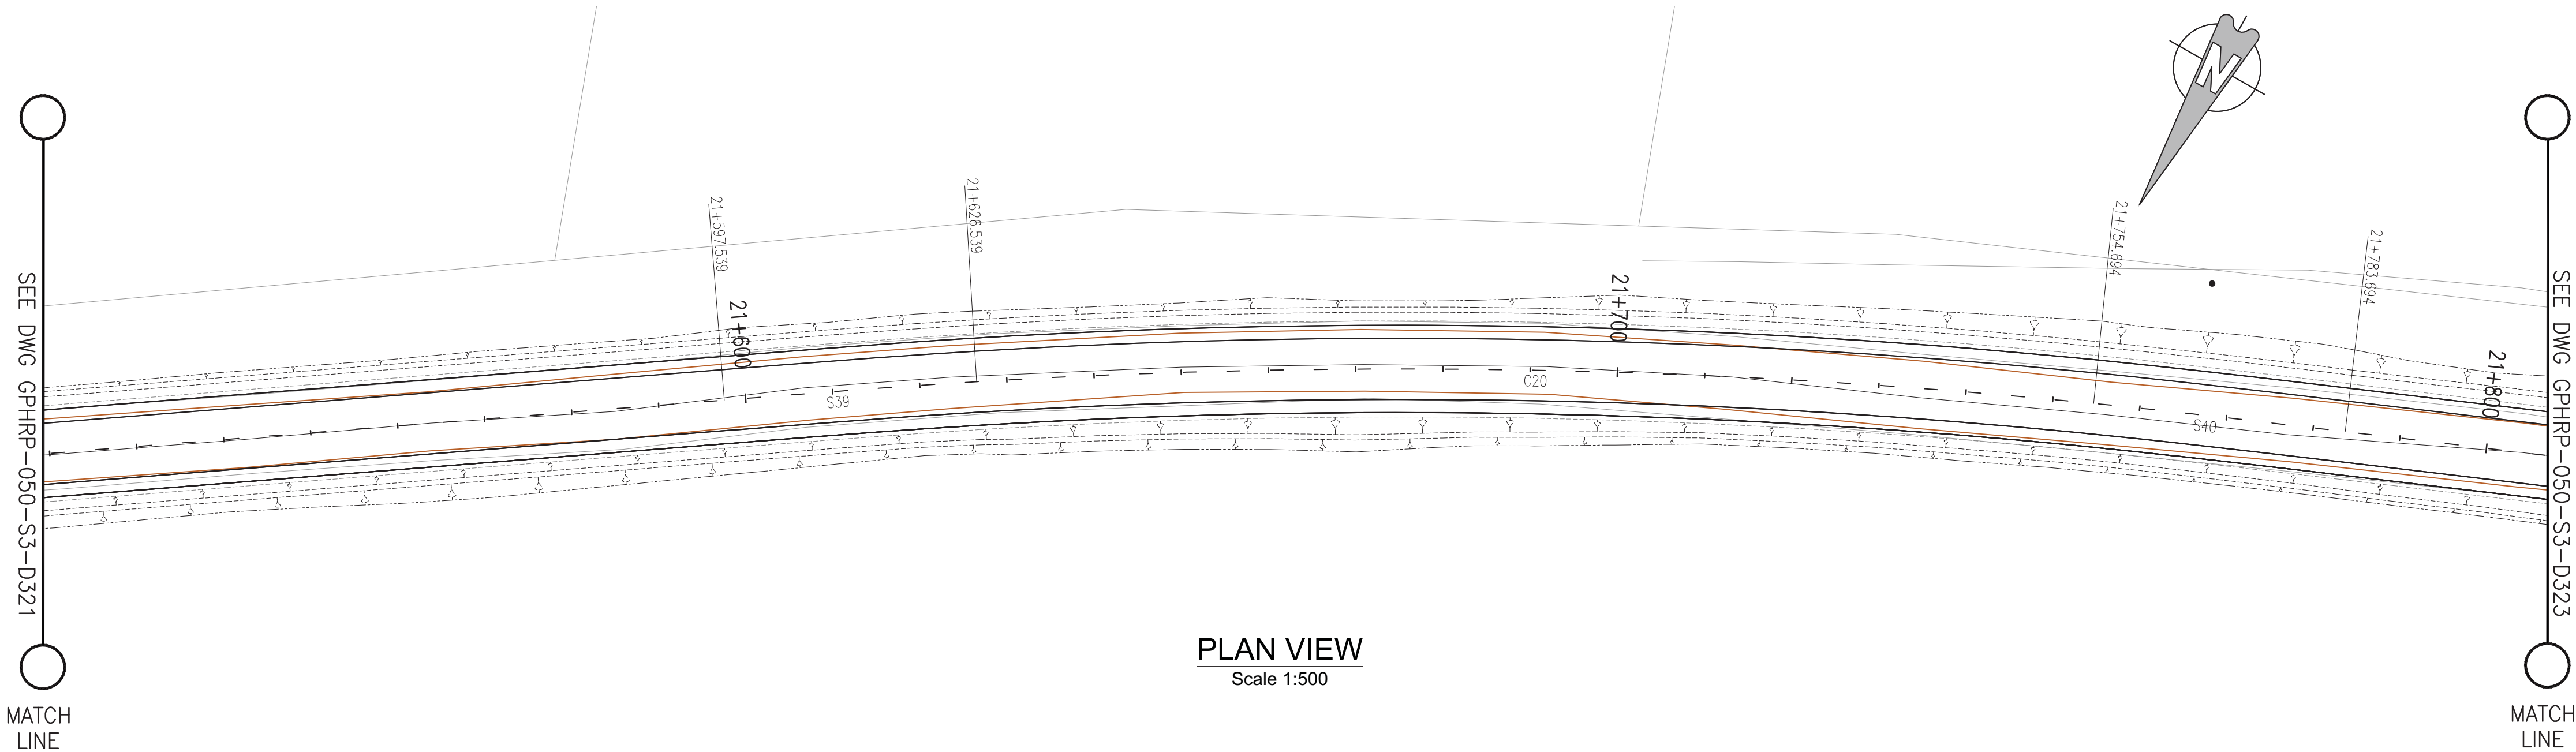 N
21+597.539
21+626.539
21+754.694
21+783.694
21+600
21+700
21+800
S39
C20
S40
SEE DWG GPHRP-050-S3-D321
SEE DWG GPHRP-050-S3-D323
PLAN VIEW
Scale 1:500
MATCH
LINE
MATCH
LINE